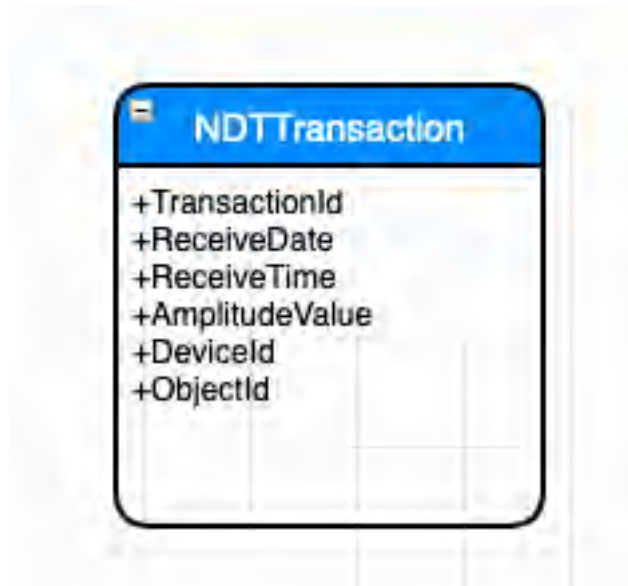 NDTTransaction
+TransactionId
+ReceiveDate
+ReceiveTime
+AmplitudeValue
+DeviceId
+ObjectId